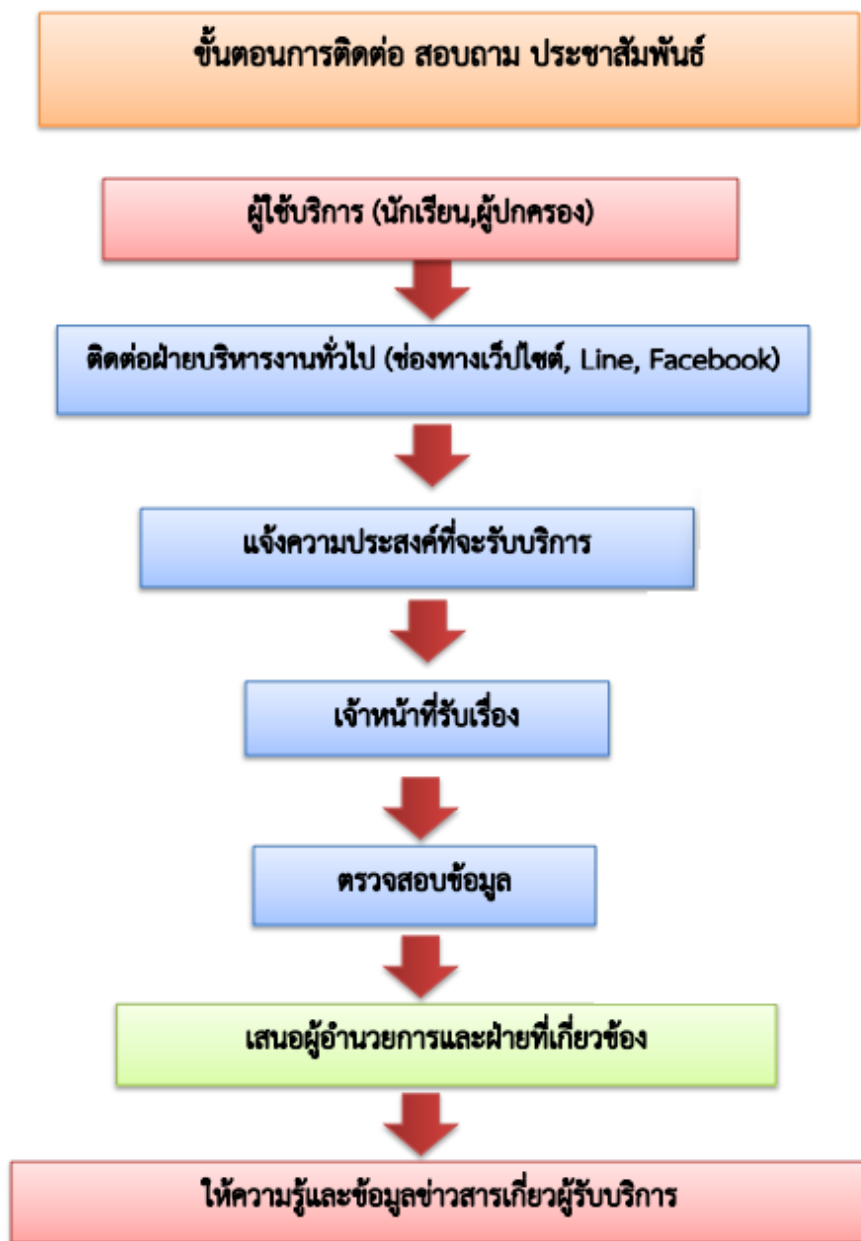 ขั้นตอนการติดต่อ สอบถาม ประชาสัมพันธ์
ผู้ใช้บริการ (นักเรียน,ผู้ปกครอง)
ติดต่อฝ่ายบริหารงานทั่วไป (ช่องทางเว็ปไซต์, Line, Facebook)
แจ้งความประสงค์ที่จะรับบริการ
เจ้าหน้าที่รับเรื่อง
ตรวจสอบข้อมูล
เสนอผู้อำนวยการและฝ่ายที่เกี่ยวข้อง
ให้ความรู้และข้อมูลข่าวสารเกี่ยวผู้รับบริการ